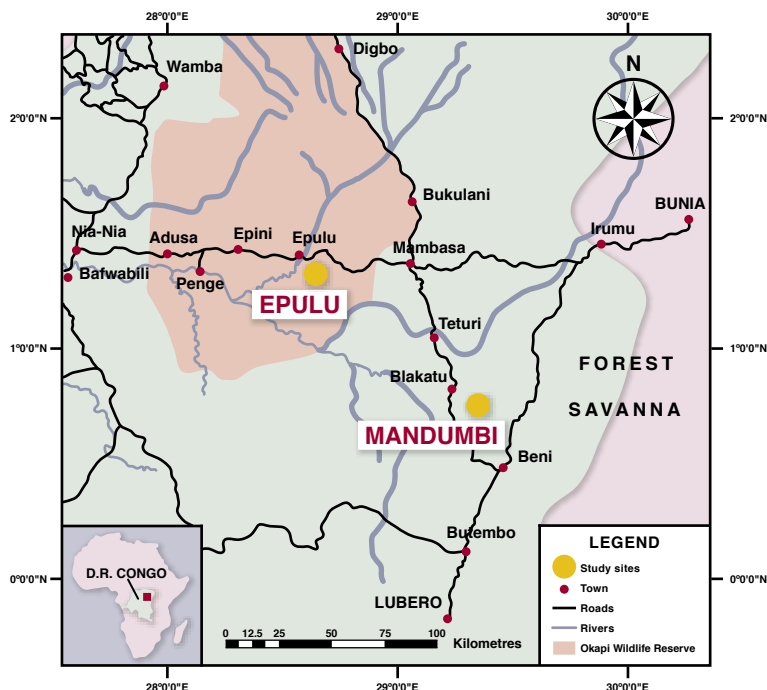 28°0'0"E 29°0'0"E 30°0'0"E
Digbo
Wamba
N
2°0'0"N 2°0'0"N
Bukulani
BUNIA
Nia-Nia
Adusa
Epini
Epulu
Mambasa
Irumu
Bafwabili
Penge
EPULU
Teturi
1°0'0"N 1°0'0"N
FOREST
Blakatu
SAVANNA
MANDUMBI
Beni
Butembo
LEGEND
Study sites
Town
Roads
Rivers
Okapi Wildlife Reserve
D.R. CONGO
0°0'0"N 0°0'0"N
LUBERO
0 12.5 25 50 75 100
Kilometres
28°0'0"E 29°0'0"E 30°0'0"E